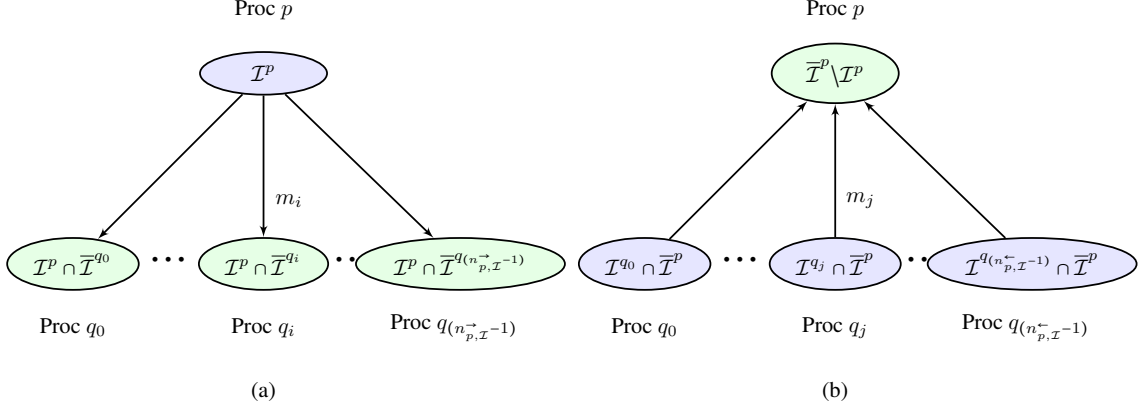 Proc p Proc p
𝓘^p 𝓘̅^p\𝓘^p
m_i m_j
𝓘^p ∩ 𝓘̅^{q_0} ··· 𝓘^p ∩ 𝓘̅^{q_i} ·· 𝓘^p ∩ 𝓘̅^{q_{(n^→_{p,𝓘}-1)}} 𝓘^{q_0} ∩ 𝓘̅^p ··· 𝓘^{q_j} ∩ 𝓘̅^p ·· 𝓘^{q_{(n^←_{p,𝓘}-1)}} ∩ 𝓘̅^p
Proc q_0 Proc q_i Proc q_{(n^→_{p,𝓘}-1)} Proc q_0 Proc q_j Proc q_{(n^←_{p,𝓘}-1)}
(a) (b)